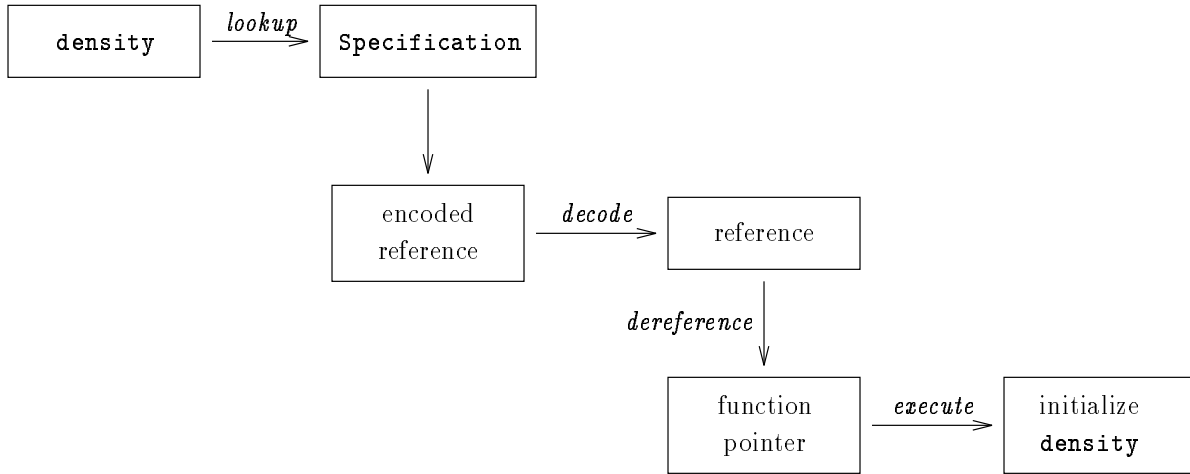 lookup
density
Specification
encoded
reference
decode
reference
dereference
function
pointer
execute
initialize
density